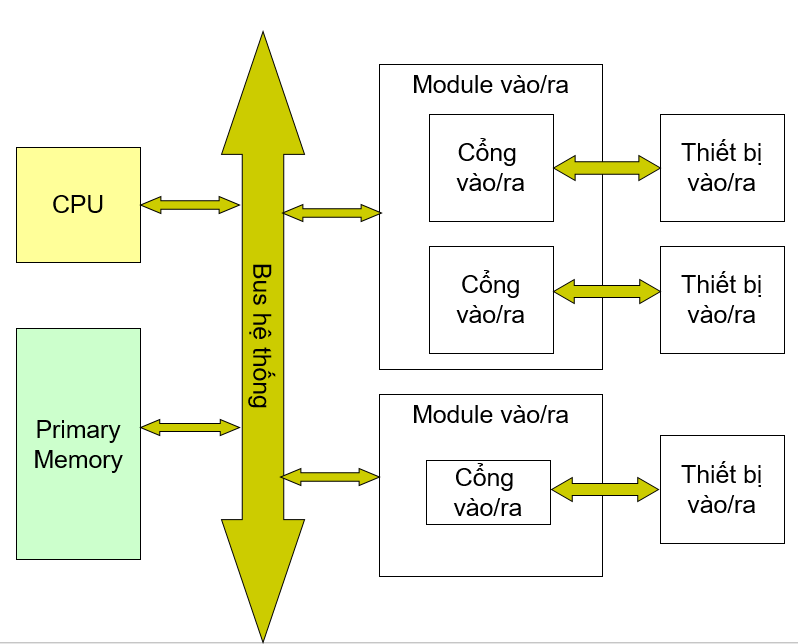 CPU
Primary
Memory
Bus hệ thống
Module vào/ra
Cổng
vào/ra
Thiết bị
vào/ra
Cổng
vào/ra
Thiết bị
vào/ra
Module vào/ra
Cổng
vào/ra
Thiết bị
vào/ra